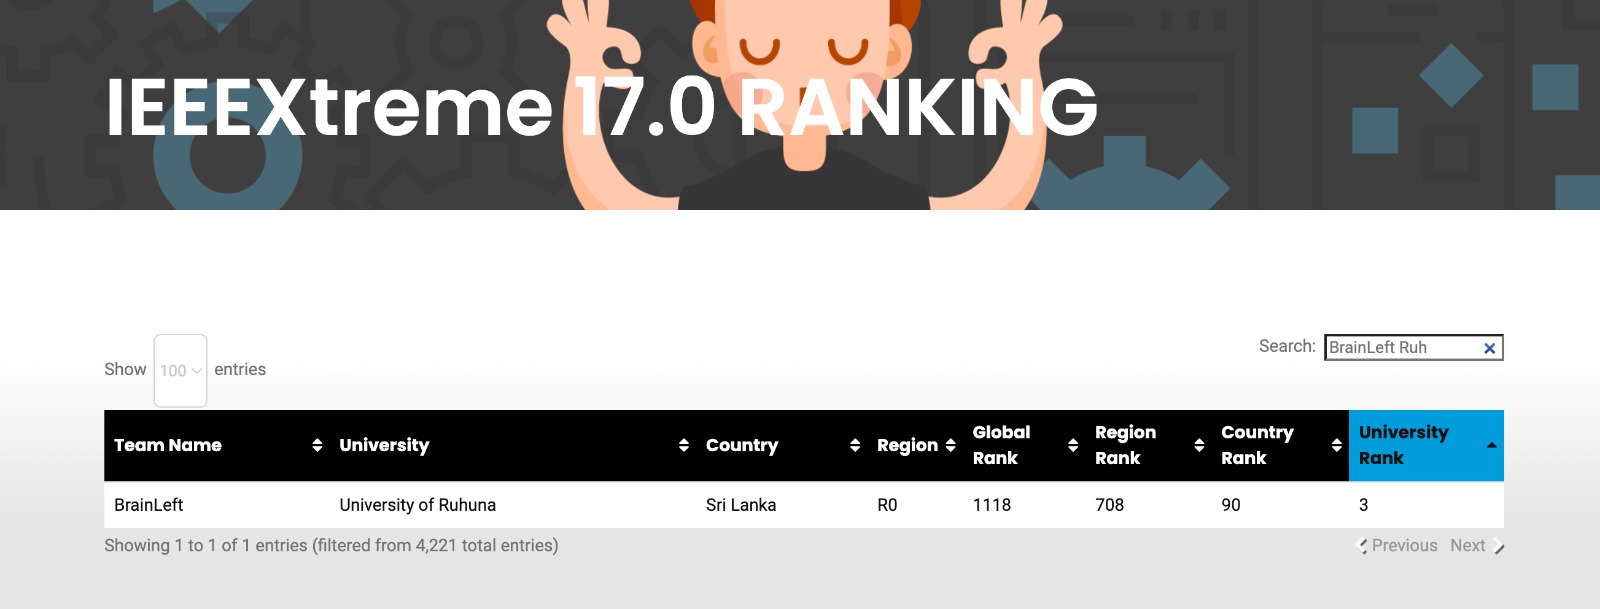 IEEEXtreme 17.0 RANKING
Search: BrainLeft Ruh
Show 100 entries
Team Name University Country Region Global Rank Region Rank Country Rank University Rank
BrainLeft University of Ruhuna Sri Lanka R0 1118 708 90 3
Showing 1 to 1 of 1 entries (filtered from 4,221 total entries) Previous Next